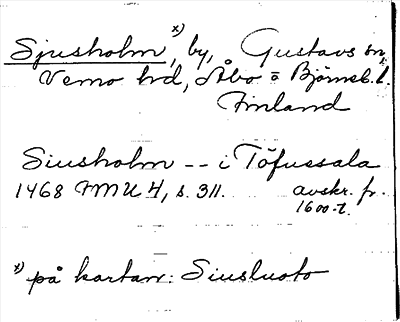 Sjusholm x), by, Gustavs sn,
Vemo hrd, Åbo o Björneb. l.
Finland
Siusholm -- i Töfussala
1468 FMU 4, s. 311. avskr. fr.
1600-t.
x) på kartan: Siusluoto